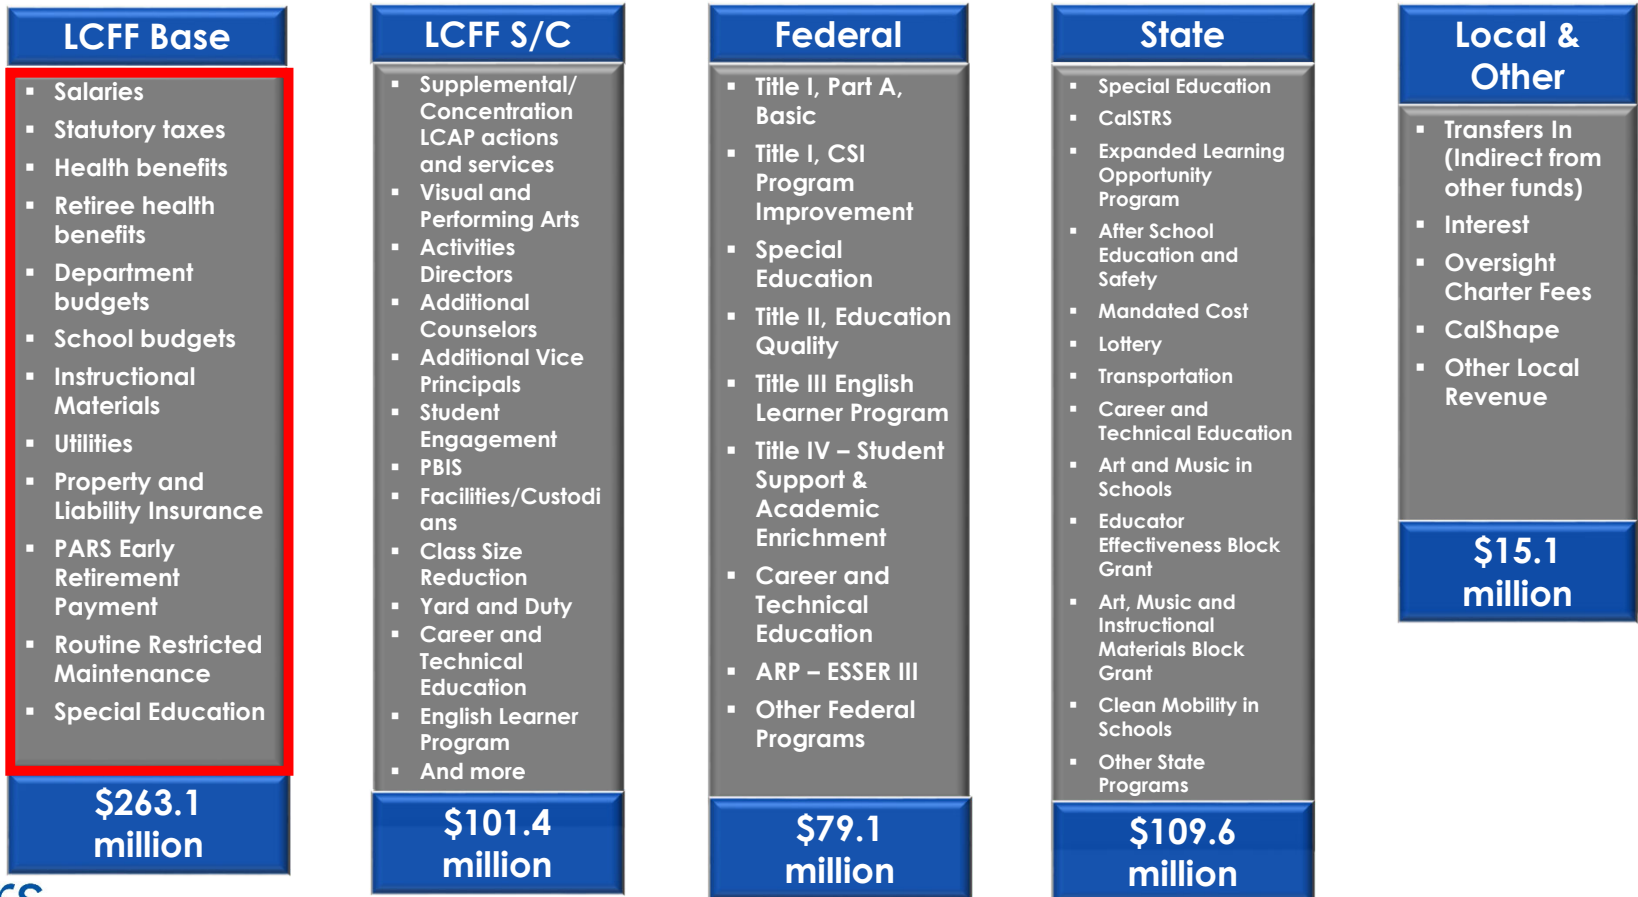 LCFF Base
▪ Salaries
▪ Statutory taxes
▪ Health benefits
▪ Retiree health
benefits
▪ Department
budgets
▪ School budgets
▪ Instructional
Materials
▪ Utilities
▪ Property and
Liability Insurance
▪ PARS Early
Retirement
Payment
▪ Routine Restricted
Maintenance
▪ Special Education
$263.1
million
LCFF S/C
▪ Supplemental/
Concentration
LCAP actions
and services
▪ Visual and
Performing Arts
▪ Activities
Directors
▪ Additional
Counselors
▪ Additional Vice
Principals
▪ Student
Engagement
▪ PBIS
▪ Facilities/Custodi
ans
▪ Class Size
Reduction
▪ Yard and Duty
▪ Career and
Technical
Education
▪ English Learner
Program
▪ And more
$101.4
million
Federal
▪ Title I, Part A,
Basic
▪ Title I, CSI
Program
Improvement
▪ Special
Education
▪ Title II, Education
Quality
▪ Title III English
Learner Program
▪ Title IV – Student
Support &
Academic
Enrichment
▪ Career and
Technical
Education
▪ ARP – ESSER III
▪ Other Federal
Programs
$79.1
million
State
▪ Special Education
▪ CalSTRS
▪ Expanded Learning
Opportunity
Program
▪ After School
Education and
Safety
▪ Mandated Cost
▪ Lottery
▪ Transportation
▪ Career and
Technical Education
▪ Art and Music in
Schools
▪ Educator
Effectiveness Block
Grant
▪ Art, Music and
Instructional
Materials Block
Grant
▪ Clean Mobility in
Schools
▪ Other State
Programs
$109.6
million
Local &
Other
▪ Transfers In
(Indirect from
other funds)
▪ Interest
▪ Oversight
Charter Fees
▪ CalShape
▪ Other Local
Revenue
$15.1
million